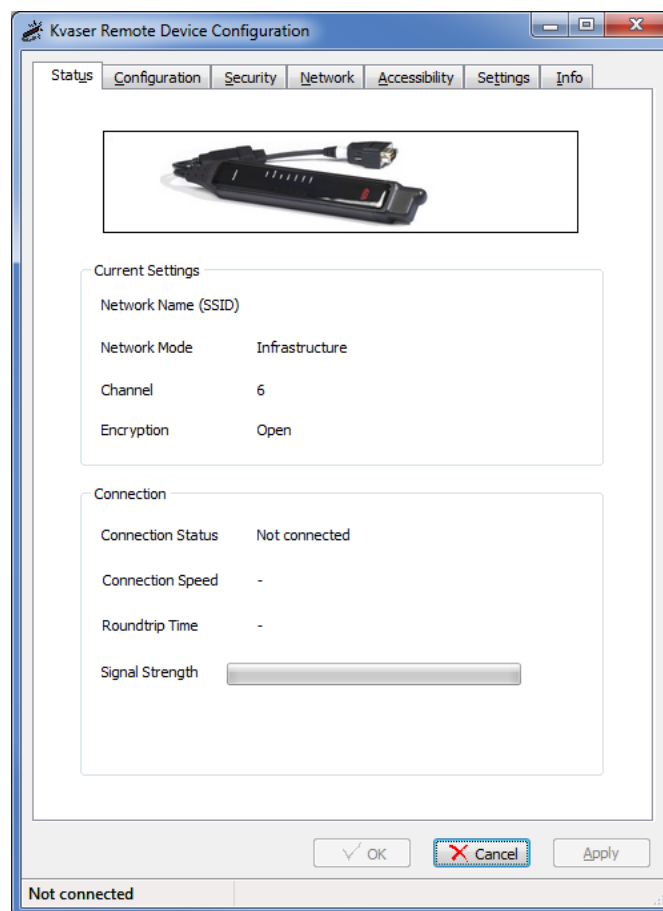 Kvaser Remote Device Configuration
Status Configuration Security Network Accessibility Settings Info
Current Settings
Network Name (SSID)
Network Mode Infrastructure
Channel 6
Encryption Open
Connection
Connection Status Not connected
Connection Speed -
Roundtrip Time -
Signal Strength
OK Cancel Apply
Not connected